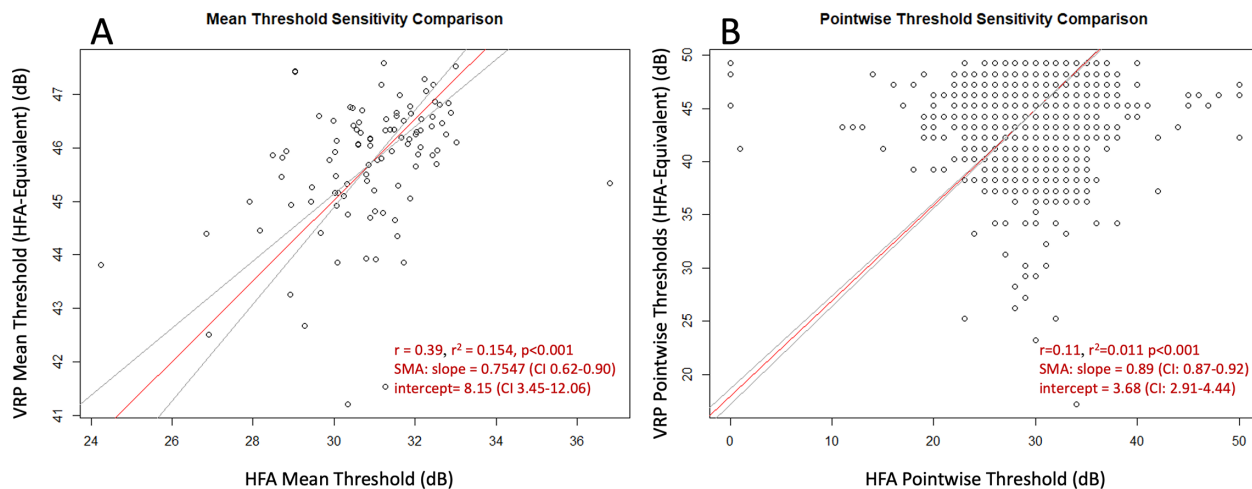 A
Mean Threshold Sensitivity Comparison
VRP Mean Threshold (HFA-Equivalent) (dB)
47
46
45
44
43
42
41
r = 0.39, r² = 0.154, p<0.001
SMA: slope = 0.7547 (CI 0.62-0.90)
intercept= 8.15 (CI 3.45-12.06)
24 26 28 30 32 34 36
HFA Mean Threshold (dB)
B
Pointwise Threshold Sensitivity Comparison
VRP Pointwise Thresholds (HFA-Equivalent) (dB)
50
45
40
35
30
25
20
r=0.11, r²=0.011 p<0.001
SMA: slope = 0.89 (CI: 0.87-0.92)
intercept = 3.68 (CI: 2.91-4.44)
0 10 20 30 40 50
HFA Pointwise Threshold (dB)